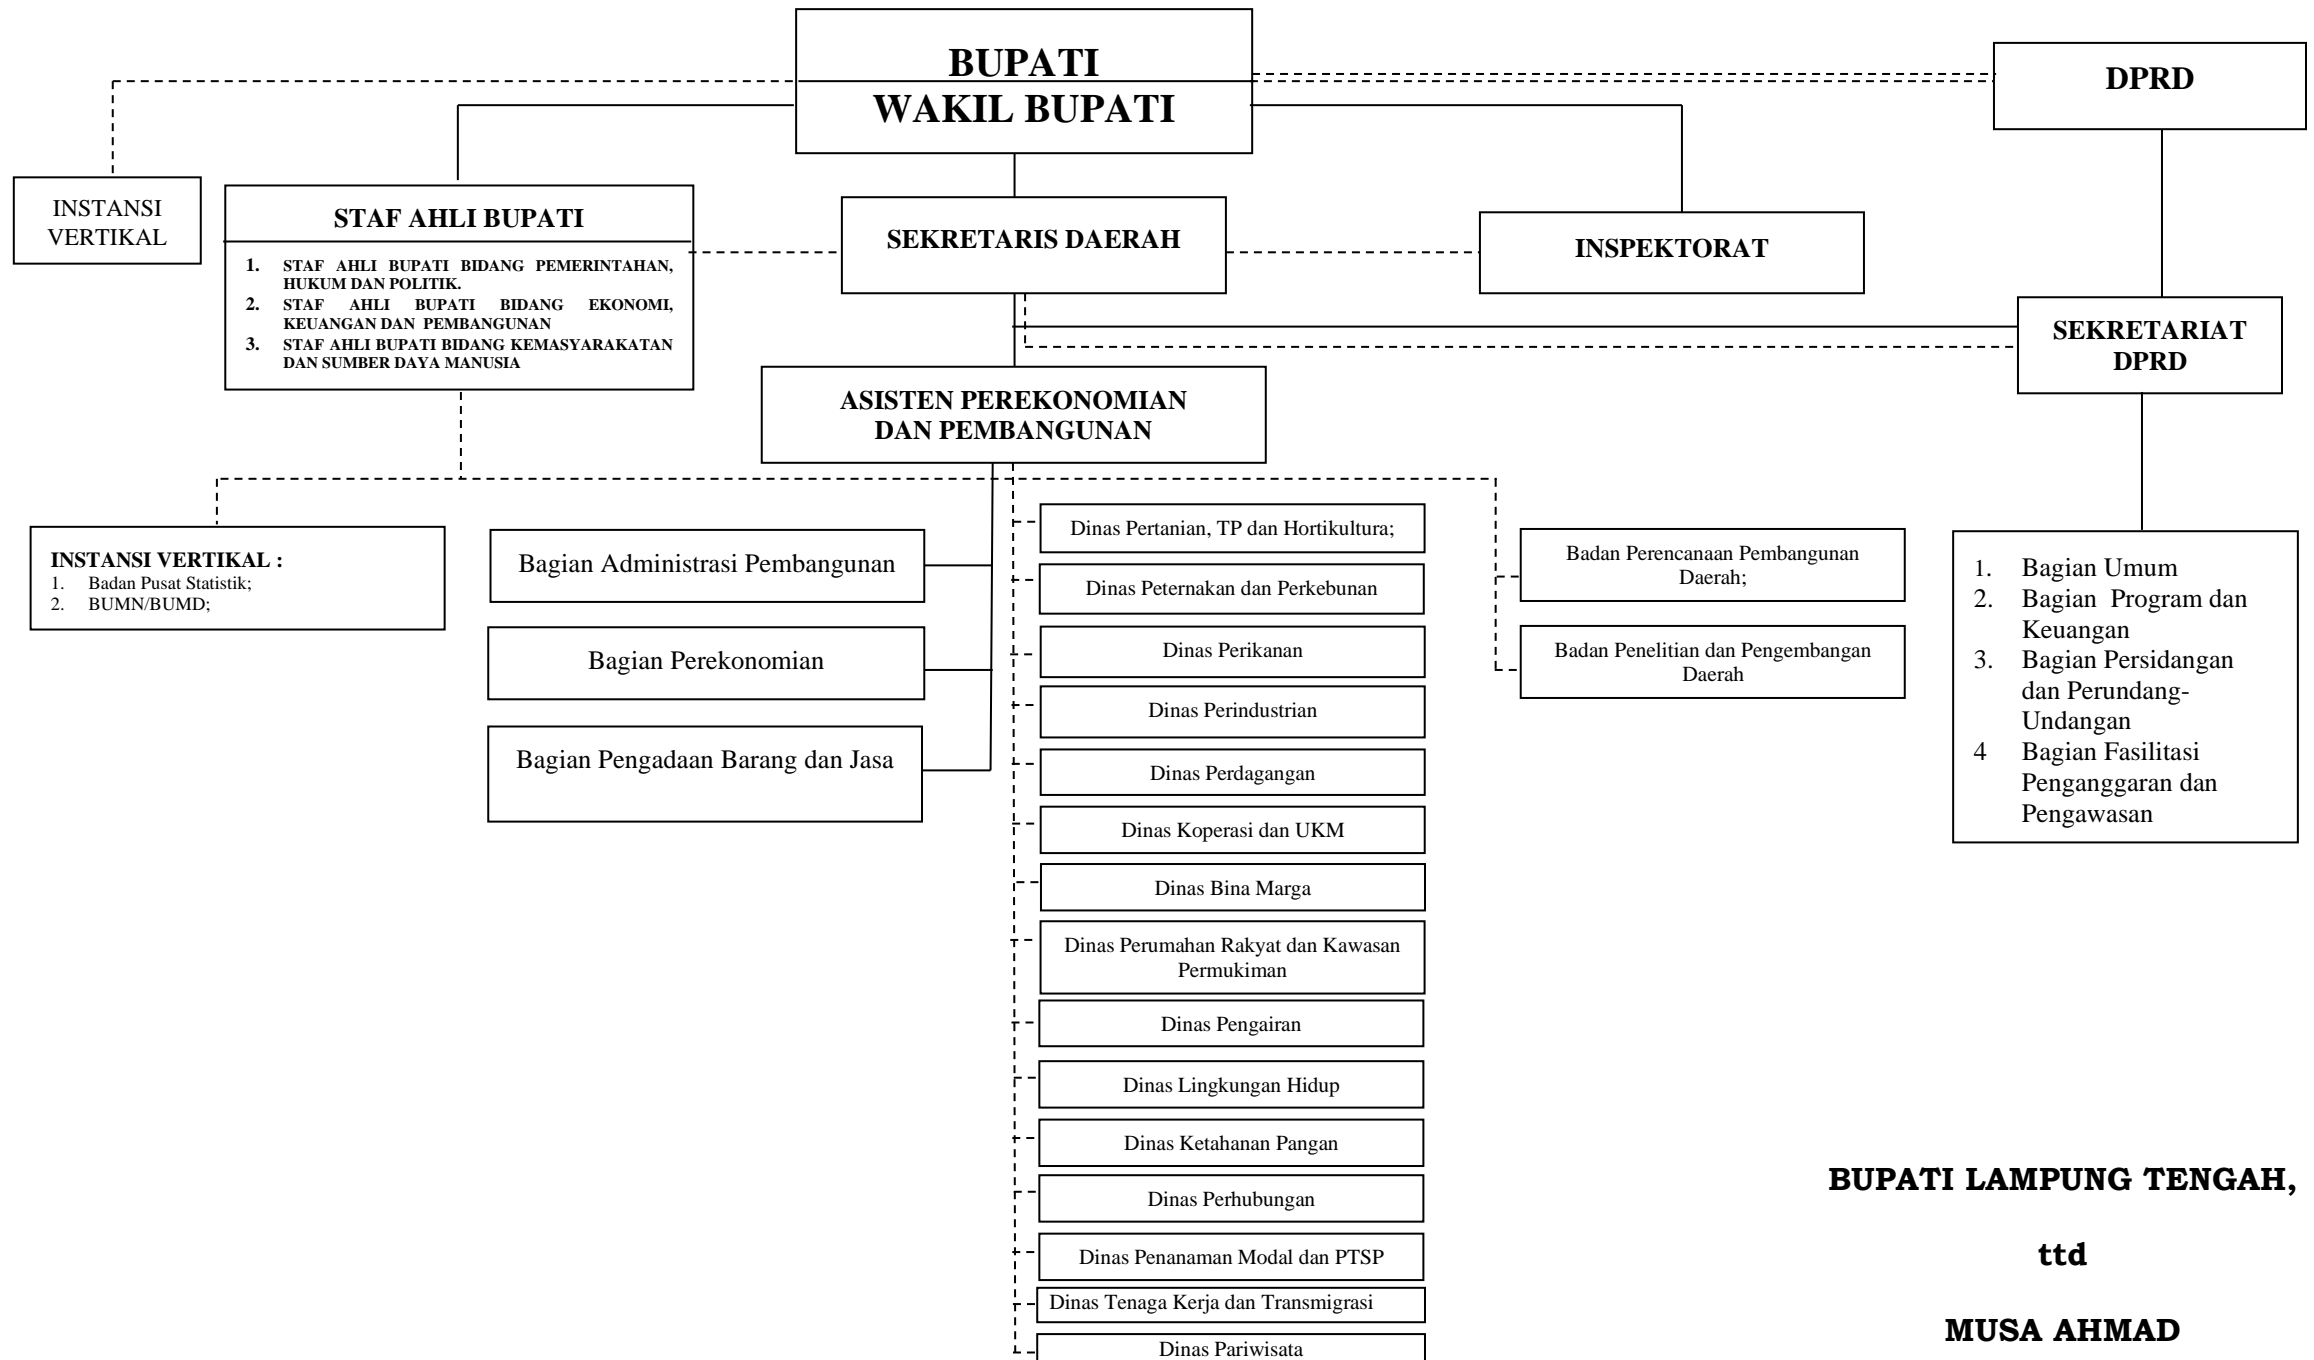 BUPATI
WAKIL BUPATI
DPRD
INSTANSI
VERTIKAL
STAF AHLI BUPATI
1. STAF AHLI BUPATI BIDANG PEMERINTAHAN,
HUKUM DAN POLITIK.
2. STAF AHLI BUPATI BIDANG EKONOMI,
KEUANGAN DAN PEMBANGUNAN
3. STAF AHLI BUPATI BIDANG KEMASYARAKATAN
DAN SUMBER DAYA MANUSIA
SEKRETARIS DAERAH
INSPEKTORAT
SEKRETARIAT
DPRD
ASISTEN PEREKONOMIAN
DAN PEMBANGUNAN
INSTANSI VERTIKAL :
1. Badan Pusat Statistik;
2. BUMN/BUMD;
Bagian Administrasi Pembangunan
Bagian Perekonomian
Bagian Pengadaan Barang dan Jasa
Dinas Pertanian, TP dan Hortikultura;
Dinas Peternakan dan Perkebunan
Dinas Perikanan
Dinas Perindustrian
Dinas Perdagangan
Dinas Koperasi dan UKM
Dinas Bina Marga
Dinas Perumahan Rakyat dan Kawasan
Permukiman
Dinas Pengairan
Dinas Lingkungan Hidup
Dinas Ketahanan Pangan
Dinas Perhubungan
Dinas Penanaman Modal dan PTSP
Dinas Tenaga Kerja dan Transmigrasi
Dinas Pariwisata
Badan Perencanaan Pembangunan
Daerah;
Badan Penelitian dan Pengembangan
Daerah
1. Bagian Umum
2. Bagian Program dan
Keuangan
3. Bagian Persidangan
dan Perundang-
Undangan
4 Bagian Fasilitasi
Penganggaran dan
Pengawasan
BUPATI LAMPUNG TENGAH,
ttd
MUSA AHMAD